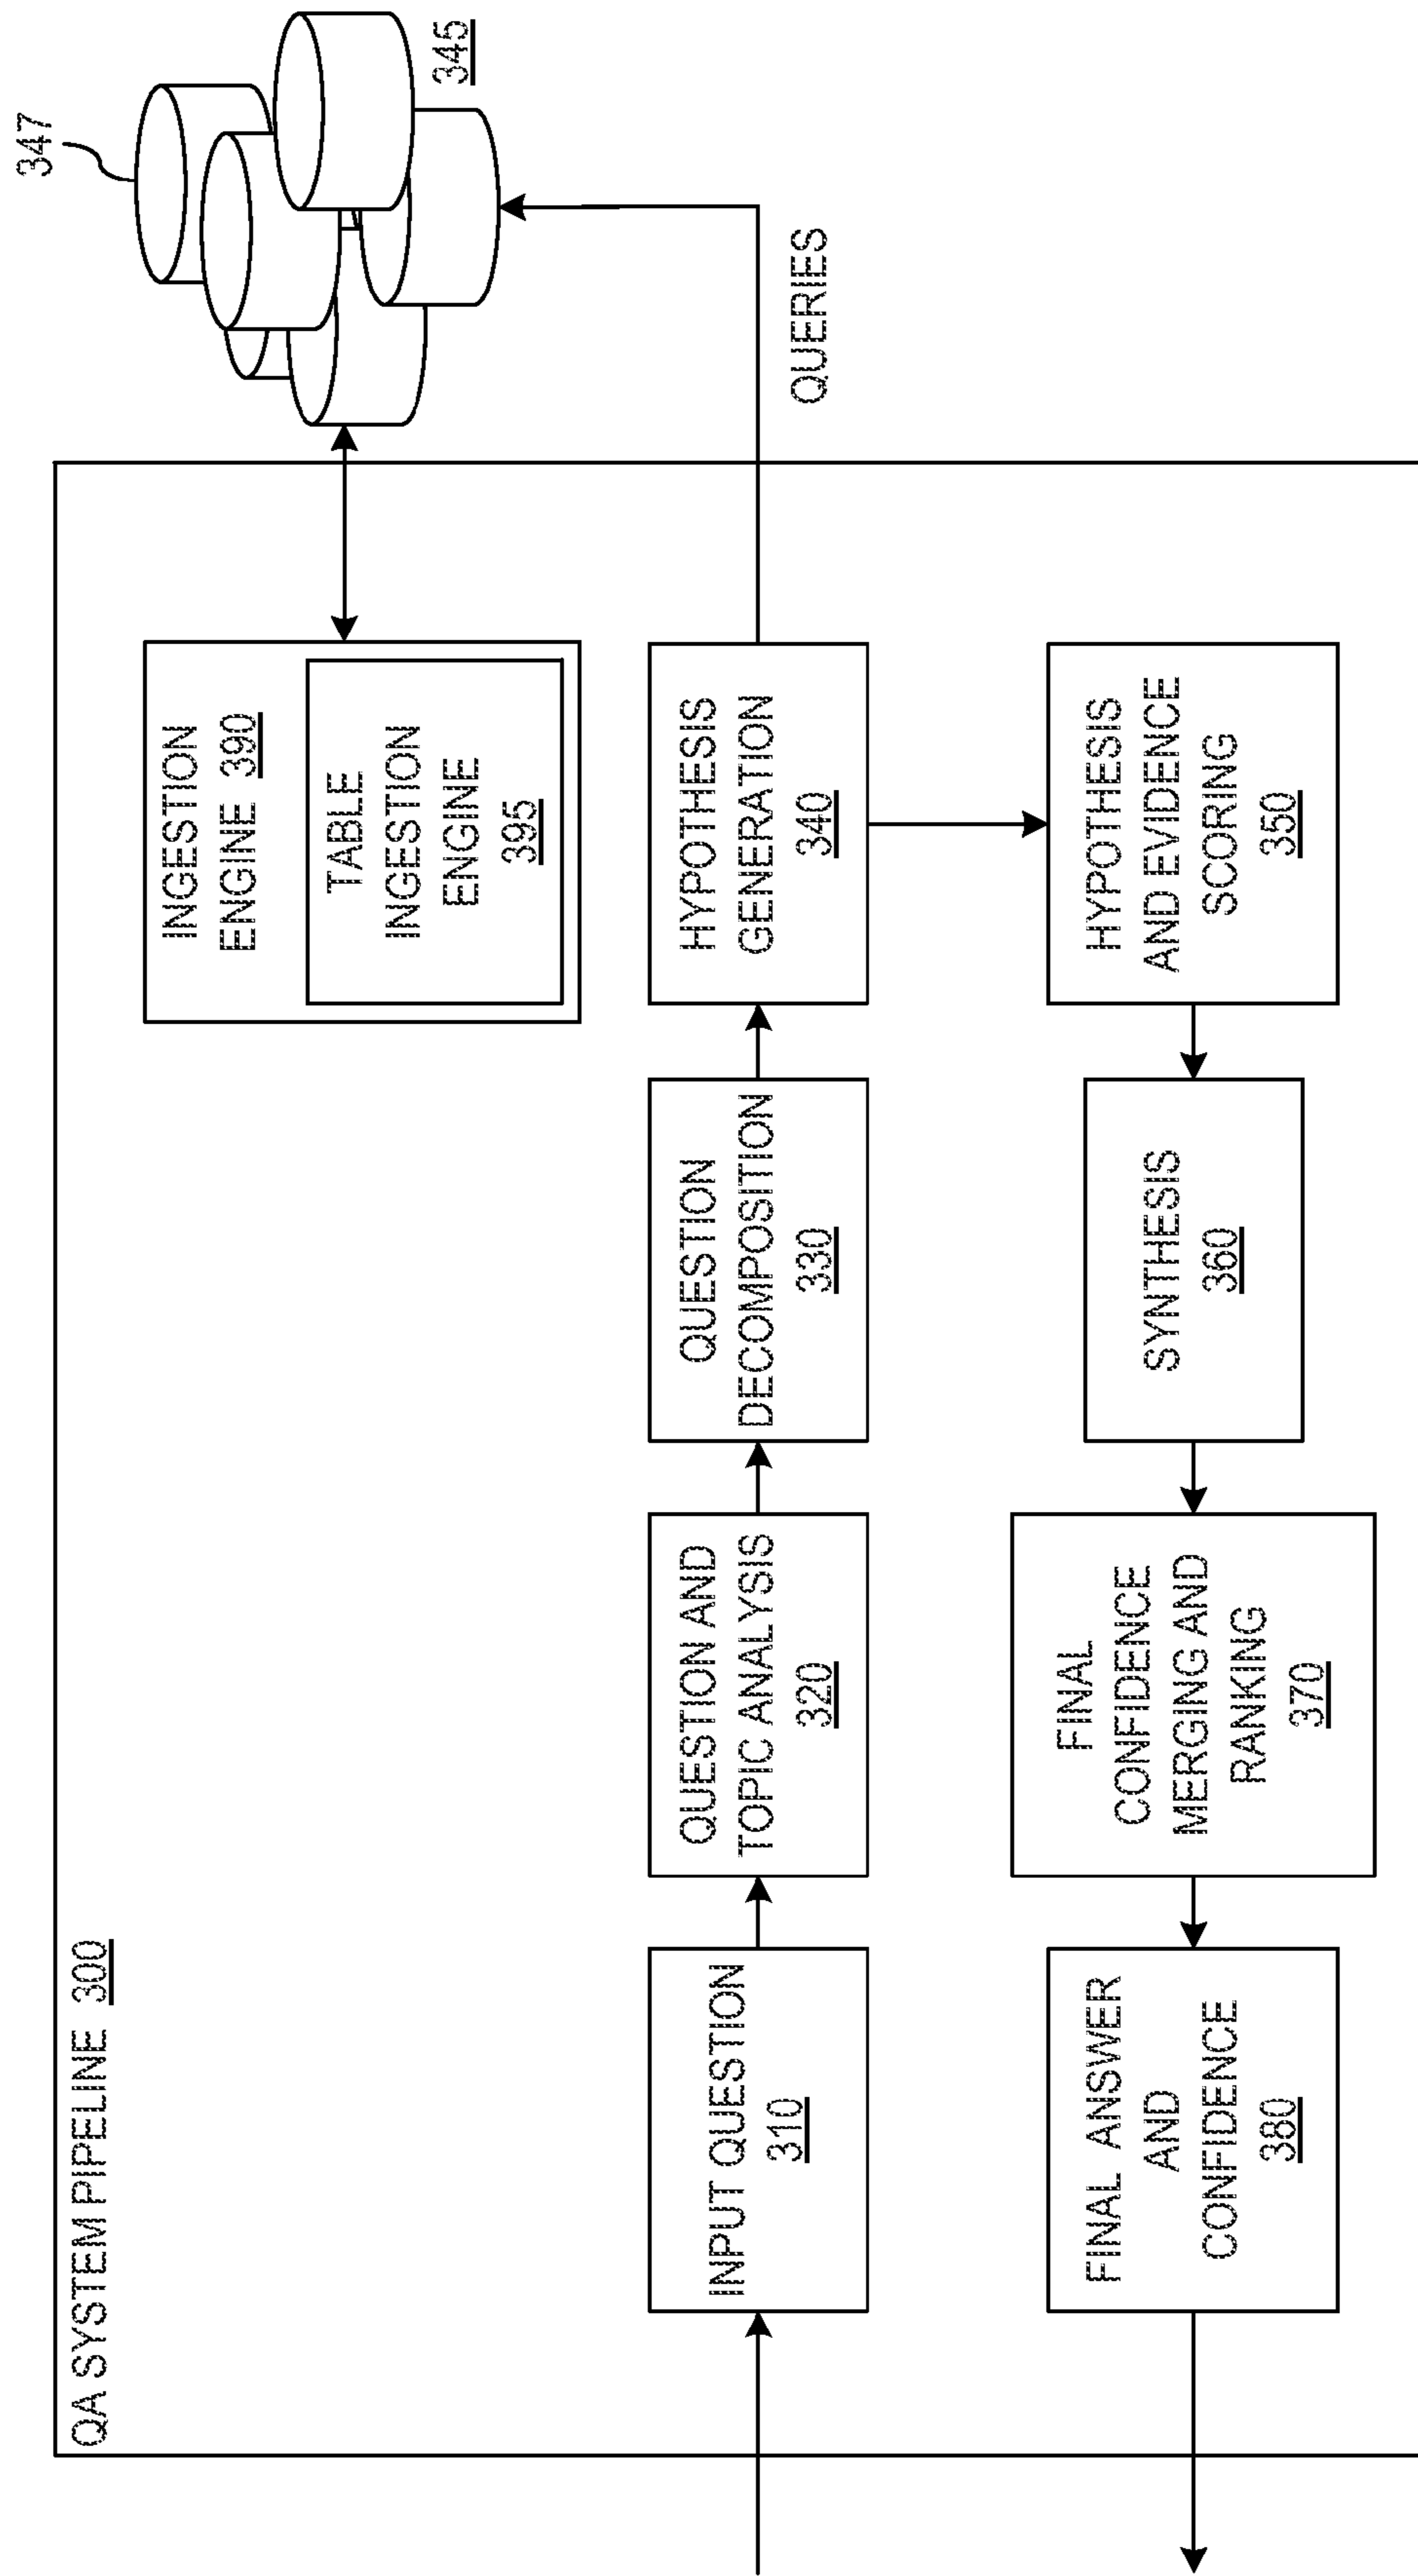 QA SYSTEM PIPELINE 300
347
345
INGESTION
ENGINE 390
TABLE
INGESTION
ENGINE
395
QUERIES
INPUT QUESTION
310
QUESTION AND
TOPIC ANALYSIS
320
QUESTION
DECOMPOSITION
330
HYPOTHESIS
GENERATION
340
HYPOTHESIS
AND EVIDENCE
SCORING
350
SYNTHESIS
360
FINAL
CONFIDENCE
MERGING AND
RANKING
370
FINAL ANSWER
AND
CONFIDENCE
380